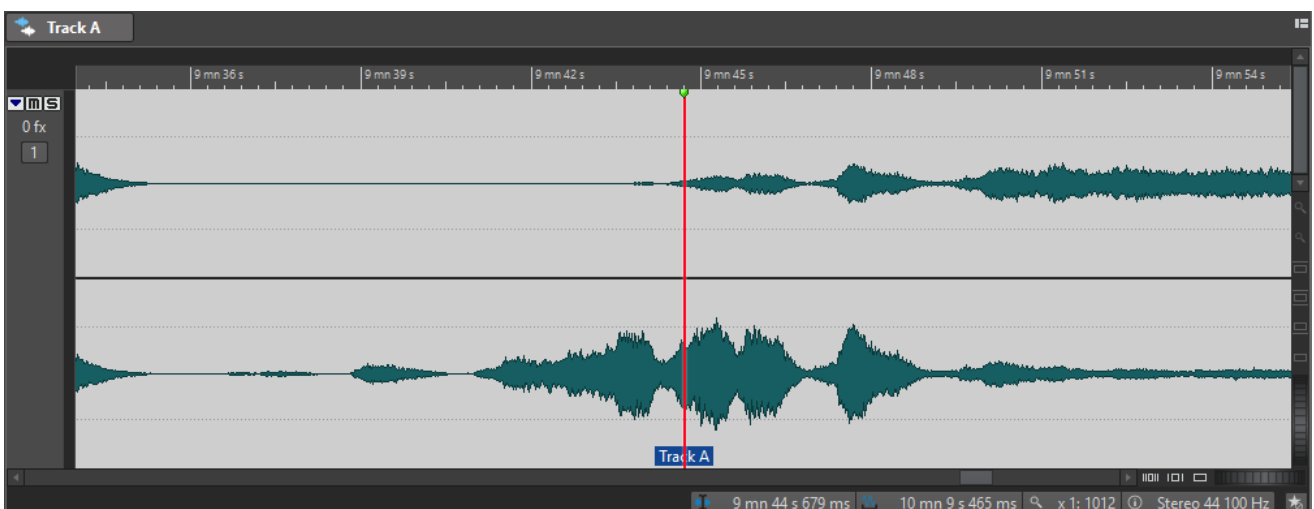 Track A
9 mn 36 s 9 mn 39 s 9 mn 42 s 9 mn 45 s 9 mn 48 s 9 mn 51 s 9 mn 54 s
m S
0 fx
1
Track A
9 mn 44 s 679 ms 10 mn 9 s 465 ms x 1: 1012 Stereo 44 100 Hz